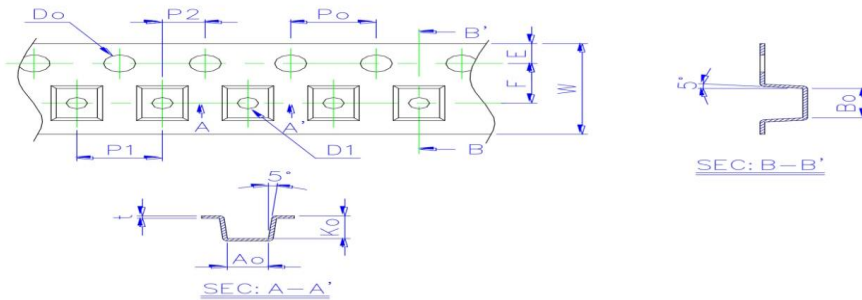 Do
P2
Po
B'
E
F
W
A
A'
P1
D1
B
5°
Bo
SEC: B-B'
5°
t
Ko
Ao
SEC: A-A'